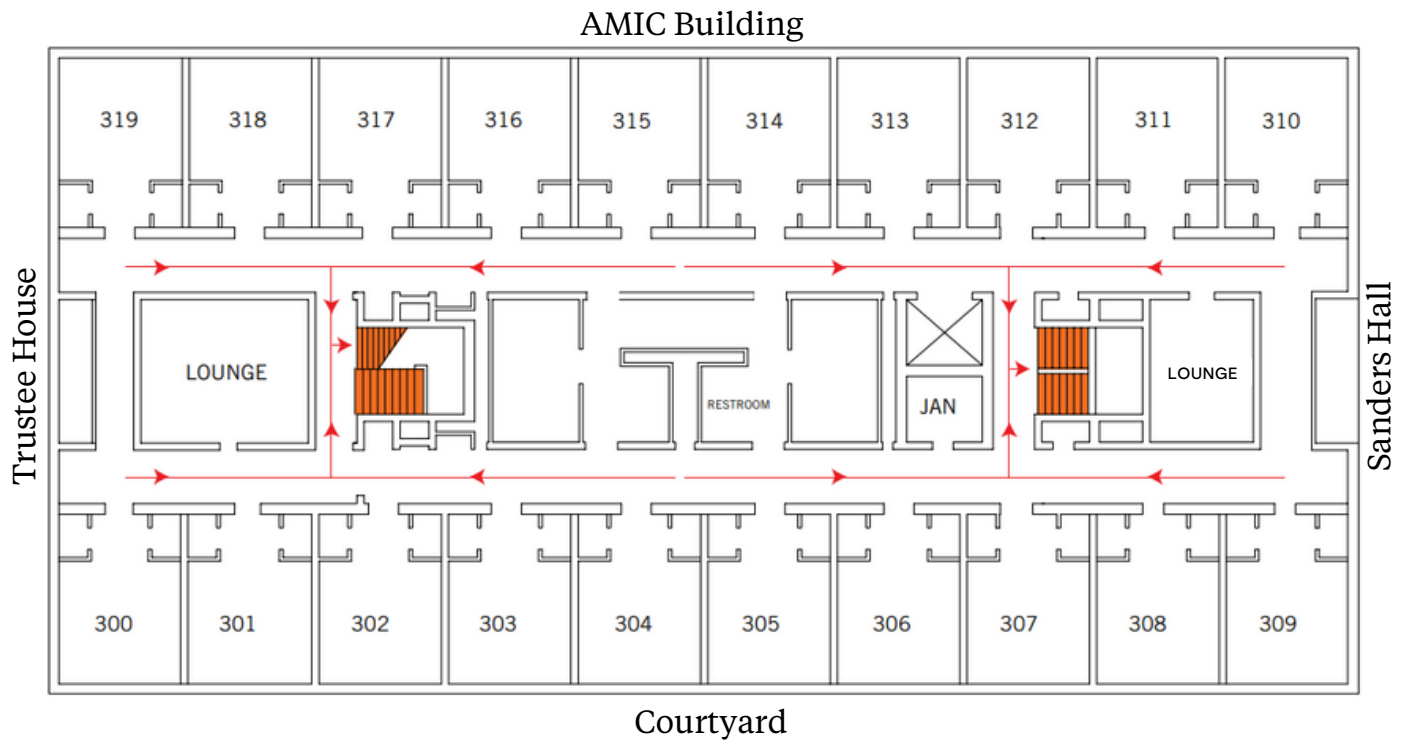 AMIC Building
319
318
317
316
315
314
313
312
311
310
Trustee House
LOUNGE
RESTROOM
JAN
LOUNGE
Sanders Hall
300
301
302
303
304
305
306
307
308
309
Courtyard